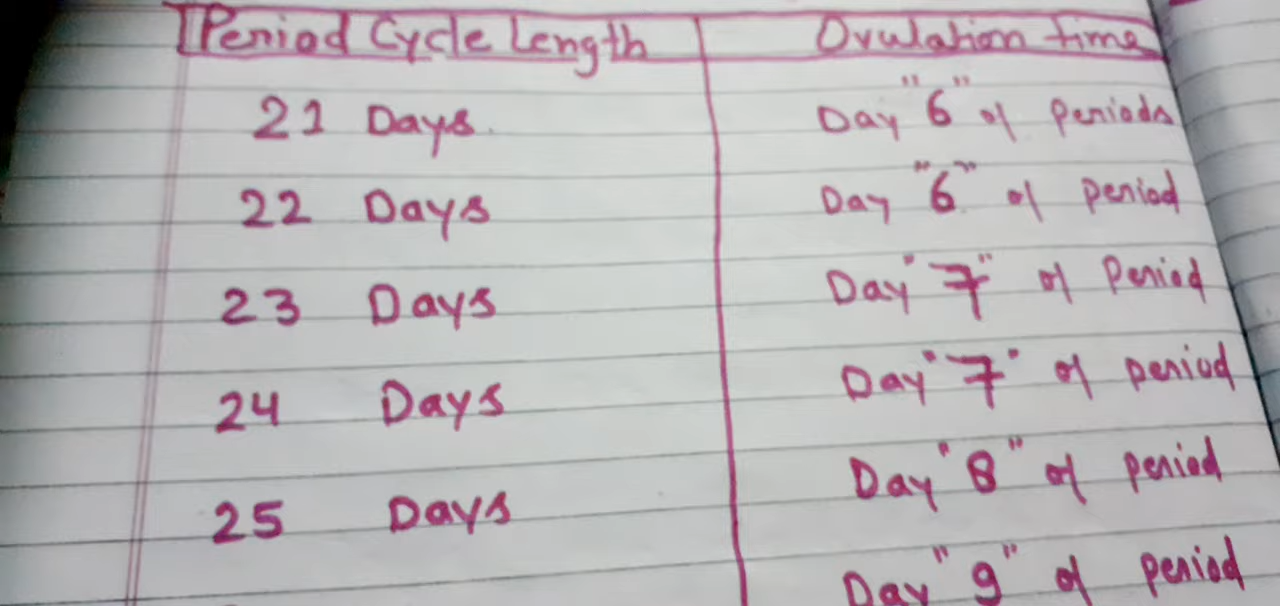 Period Cycle Length Ovulation time
21 Days. Day "6" of periods
22 Days Day "6" of period
23 Days Day "7" of Period
24 Days Day "7" of period
25 Days Day "8" of period
Day "9" of period